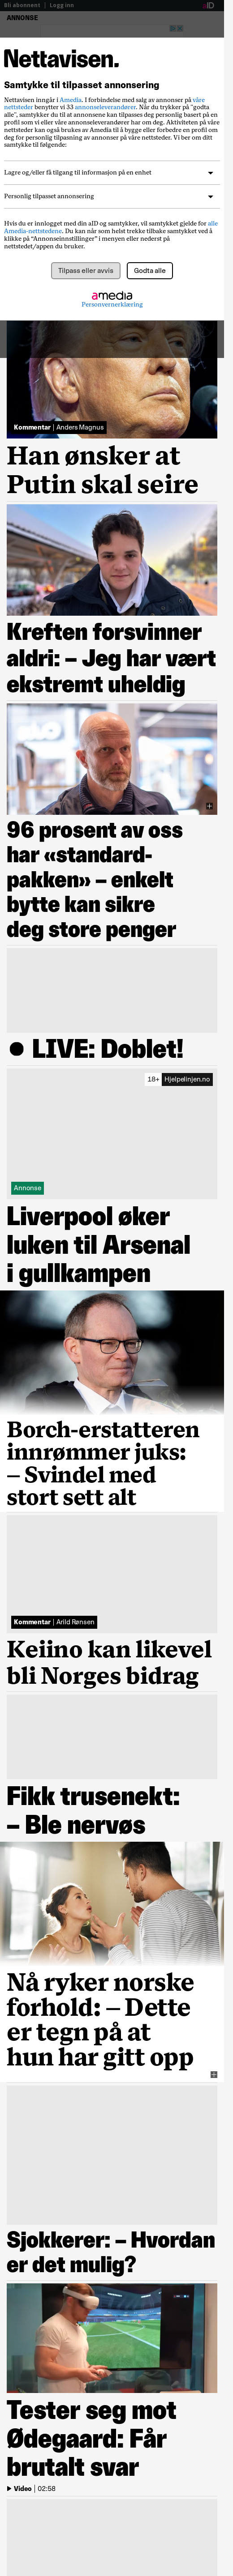 Bli abonnent | Logg inn
aID
ANNONSE
Nettavisen.
Samtykke til tilpasset annonsering
Nettavisen inngår i Amedia. I forbindelse med salg av annonser på våre
nettsteder benytter vi 33 annonseleverandører. Når du trykker på "godta
alle", samtykker du til at annonsene kan tilpasses deg personlig basert på en
profil av deg som vi og annonseleverandørene har laget. Dine data på våre
nettsteder kan også brukes av Amedia til å bygge eller forbedre en profil om
deg for personlig tilpasning av annonser på våre nettsteder. Vi ber om ditt
samtykke til følgende:
Lagre og/eller få tilgang til informasjon på en enhet
Personlig tilpasset annonsering
Hvis du er innlogget med din aID og samtykker, vil samtykket gjelde for alle
Amedia-nettstedene. Du kan når som helst trekke tilbake samtykket ved å
klikke på “Annonseinnstillinger” i menyen eller nederst på
nettstedet/appen du bruker.
Tilpass eller avvis
Godta alle
amedia
Personvernerklæring
Kommentar | Anders Magnus
Han ønsker at
Putin skal seire
Kreften forsvinner
aldri: – Jeg har vært
ekstremt uheldig
96 prosent av oss
har «standard-
pakken» – enkelt
bytte kan sikre
deg store penger
LIVE: Doblet!
18+ Hjelpelinjen.no
Annonse
Liverpool øker
luken til Arsenal
i gullkampen
Borch-erstatteren
innrømmer juks:
– Svindel med
stort sett alt
Kommentar | Arild Rønsen
Keiino kan likevel
bli Norges bidrag
Fikk trusenekt:
– Ble nervøs
Nå ryker norske
forhold: – Dette
er tegn på at
hun har gitt opp
Sjokkerer: – Hvordan
er det mulig?
Tester seg mot
Ødegaard: Får
brutalt svar
Video | 02:58